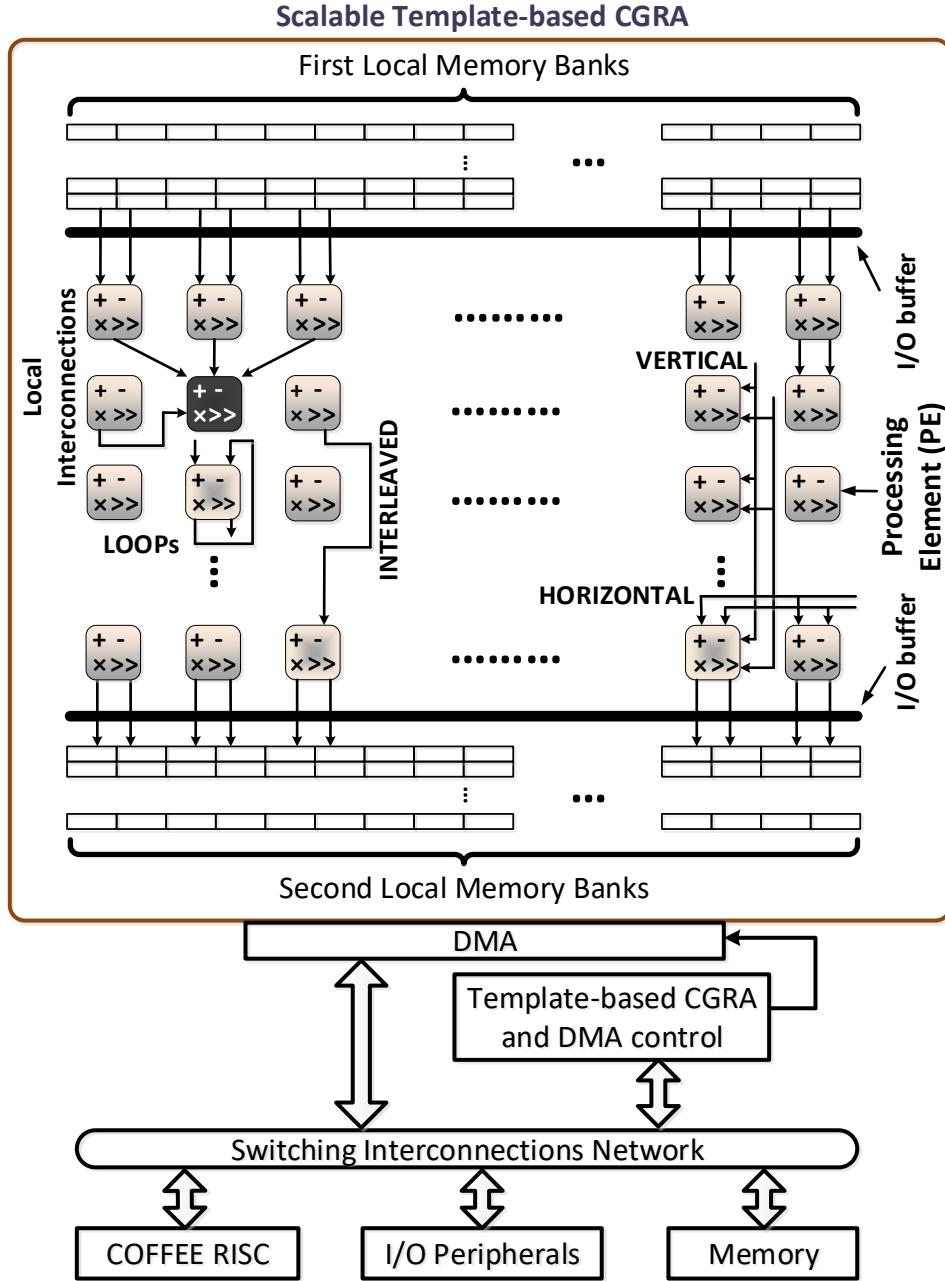 Scalable Template-based CGRA
First Local Memory Banks
...
...
I/O buffer
Local
Interconnections
+ -
×>>
+ -
×>>
+ -
×>>
..........
+ -
×>>
+ -
×>>
VERTICAL
+ -
×>>
+ -
×>>
+ -
×>>
..........
+ -
×>>
+ -
×>>
INTERLEAVED
Processing
Element (PE)
+ -
×>>
+ -
×>>
+ -
×>>
..........
+ -
×>>
+ -
×>>
LOOPs
...
...
HORIZONTAL
+ -
×>>
+ -
×>>
+ -
×>>
..........
+ -
×>>
+ -
×>>
I/O buffer
...
...
Second Local Memory Banks
DMA
Template-based CGRA
and DMA control
Switching Interconnections Network
COFFEE RISC
I/O Peripherals
Memory